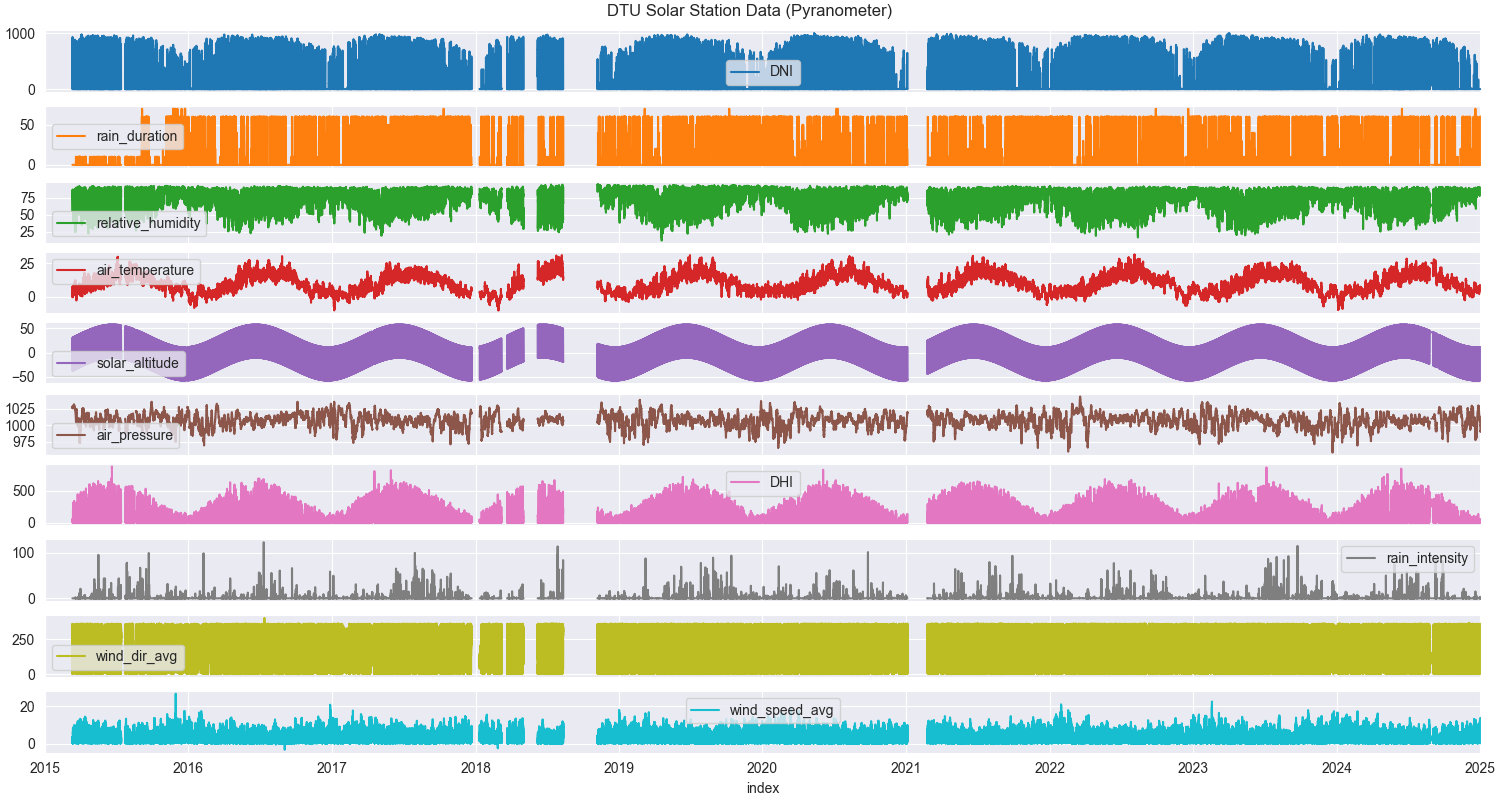 DTU Solar Station Data (Pyranometer)
1000
0
DNI
50
0
rain_duration
75
50
25
relative_humidity
25
0
air_temperature
50
0
−50
solar_altitude
1025
1000
975
air_pressure
500
0
DHI
100
0
rain_intensity
250
0
wind_dir_avg
20
0
wind_speed_avg
2015 2016 2017 2018 2019 2020 2021 2022 2023 2024 2025
index